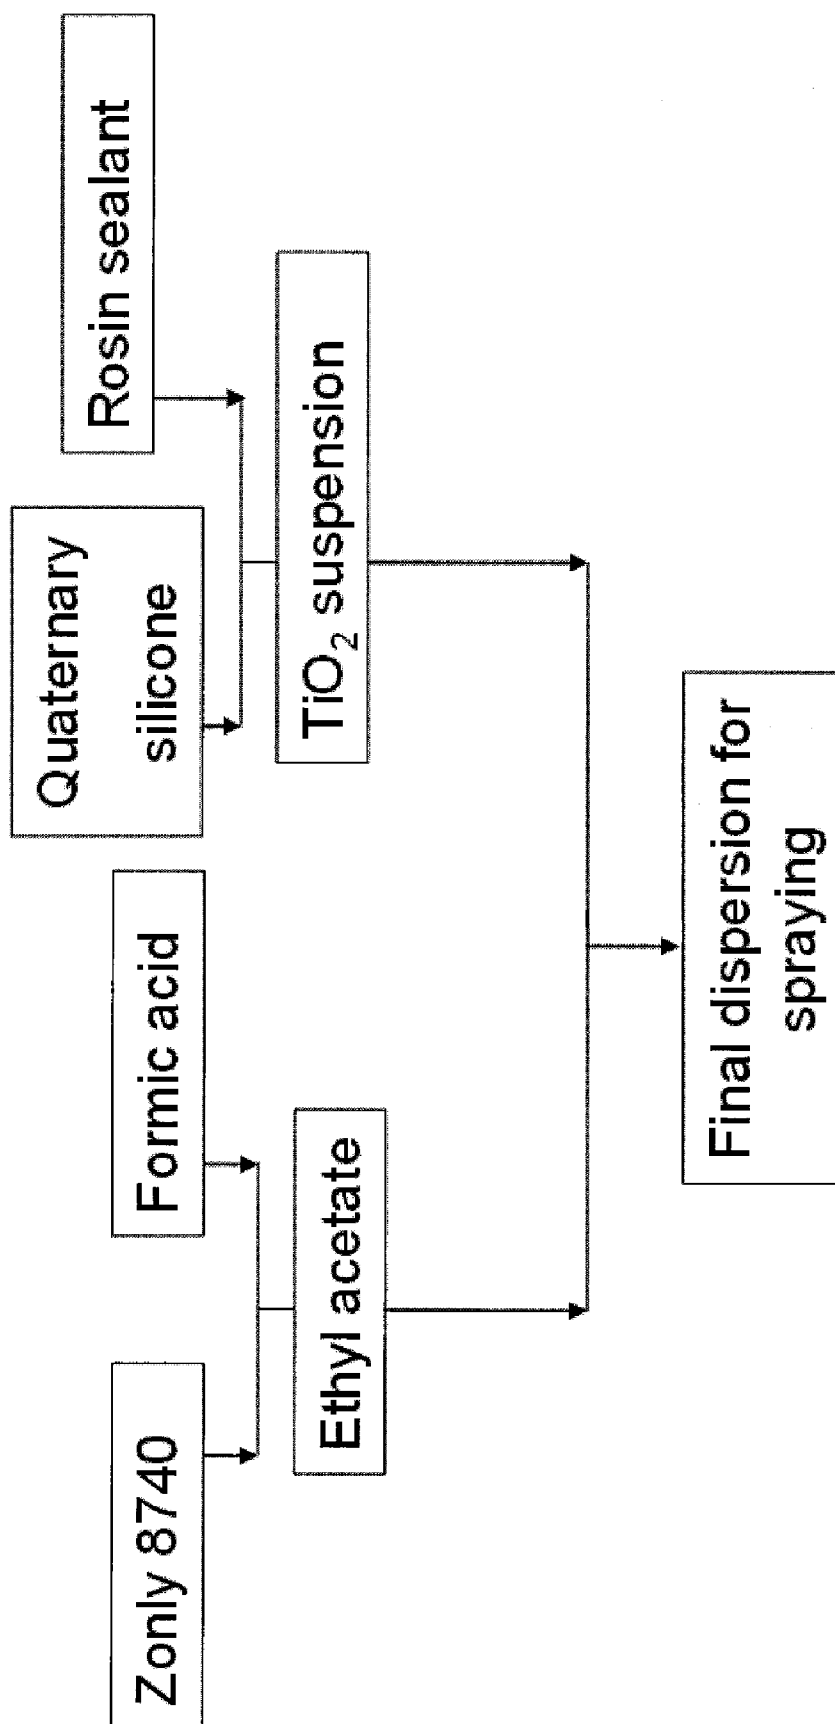 Zonly 8740
Formic acid
Quaternary
silicone
Rosin sealant
Ethyl acetate
TiO₂ suspension
Final dispersion for
spraying